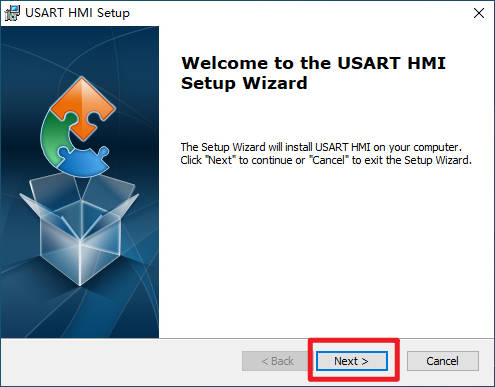 USART HMI Setup
Welcome to the USART HMI
Setup Wizard
The Setup Wizard will install USART HMI on your computer.
Click "Next" to continue or "Cancel" to exit the Setup Wizard.
< Back
Next >
Cancel